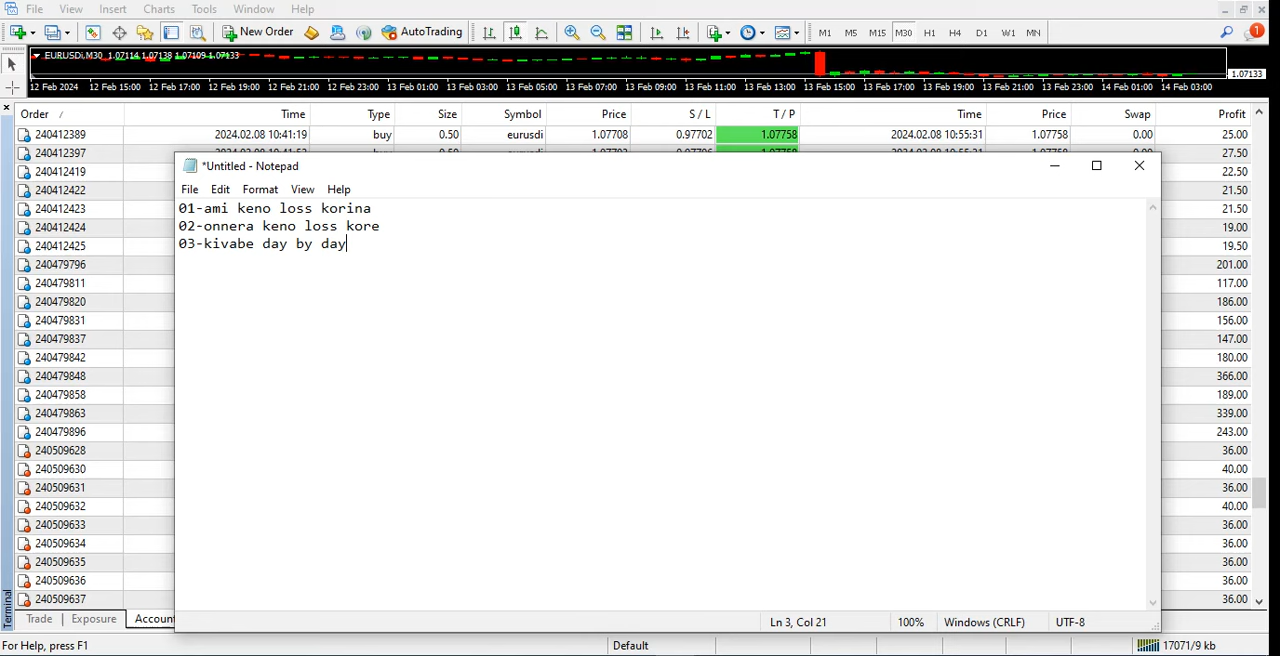 File View Insert Charts Tools Window Help
New Order AutoTrading M1 M5 M15 M30 H1 H4 D1 W1 MN 1
EURUSDi.M30 1.07114 1.07138 1.07109 1.07133
1.07133
12 Feb 2024 12 Feb 15:00 12 Feb 17:00 12 Feb 19:00 12 Feb 21:00 12 Feb 23:00 13 Feb 01:00 13 Feb 03:00 13 Feb 05:00 13 Feb 07:00 13 Feb 09:00 13 Feb 11:00 13 Feb 13:00 13 Feb 15:00 13 Feb 17:00 13 Feb 19:00 13 Feb 21:00 13 Feb 23:00 14 Feb 01:00 14 Feb 03:00
Order / Time Type Size Symbol Price S / L T / P Time Price Swap Profit
240412389 2024.02.08 10:41:19 buy 0.50 eurusdi 1.07708 0.97702 1.07758 2024.02.08 10:55:31 1.07758 0.00 25.00
240412397 27.50
*Untitled - Notepad
File Edit Format View Help
01-ami keno loss korina
02-onnera keno loss kore
03-kivabe day by day
240412419 22.50
240412422 21.50
240412423 21.50
240412424 19.00
240412425 19.50
240479796 201.00
240479811 117.00
240479820 186.00
240479831 156.00
240479837 147.00
240479842 180.00
240479848 366.00
240479858 189.00
240479863 339.00
240479896 243.00
240509628 36.00
240509630 40.00
240509631 36.00
240509632 40.00
240509633 36.00
240509634 36.00
240509635 36.00
240509636 36.00
240509637 36.00
Ln 3, Col 21 100% Windows (CRLF) UTF-8
Terminal
Trade Exposure Accoun
For Help, press F1 Default 17071/9 kb